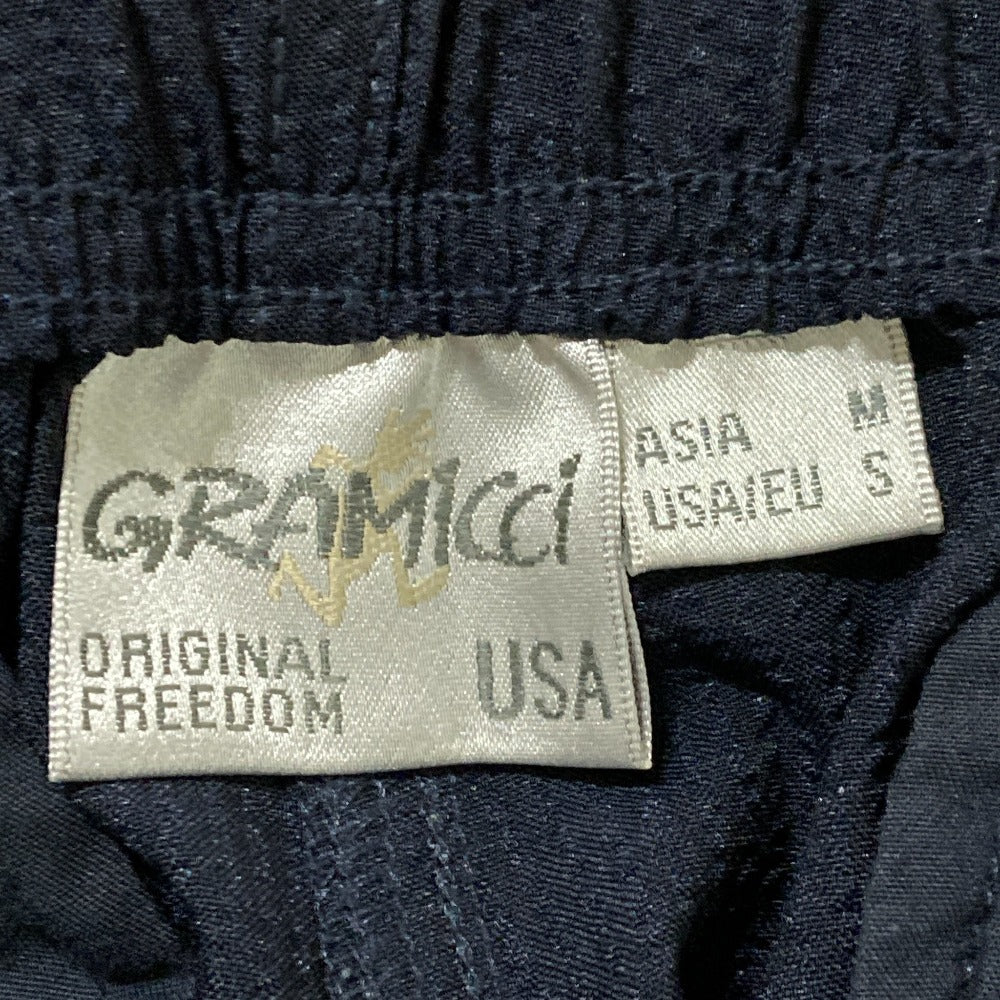 GRAMICCI
ORIGINAL
FREEDOM
USA
ASIA M
USA/EU S